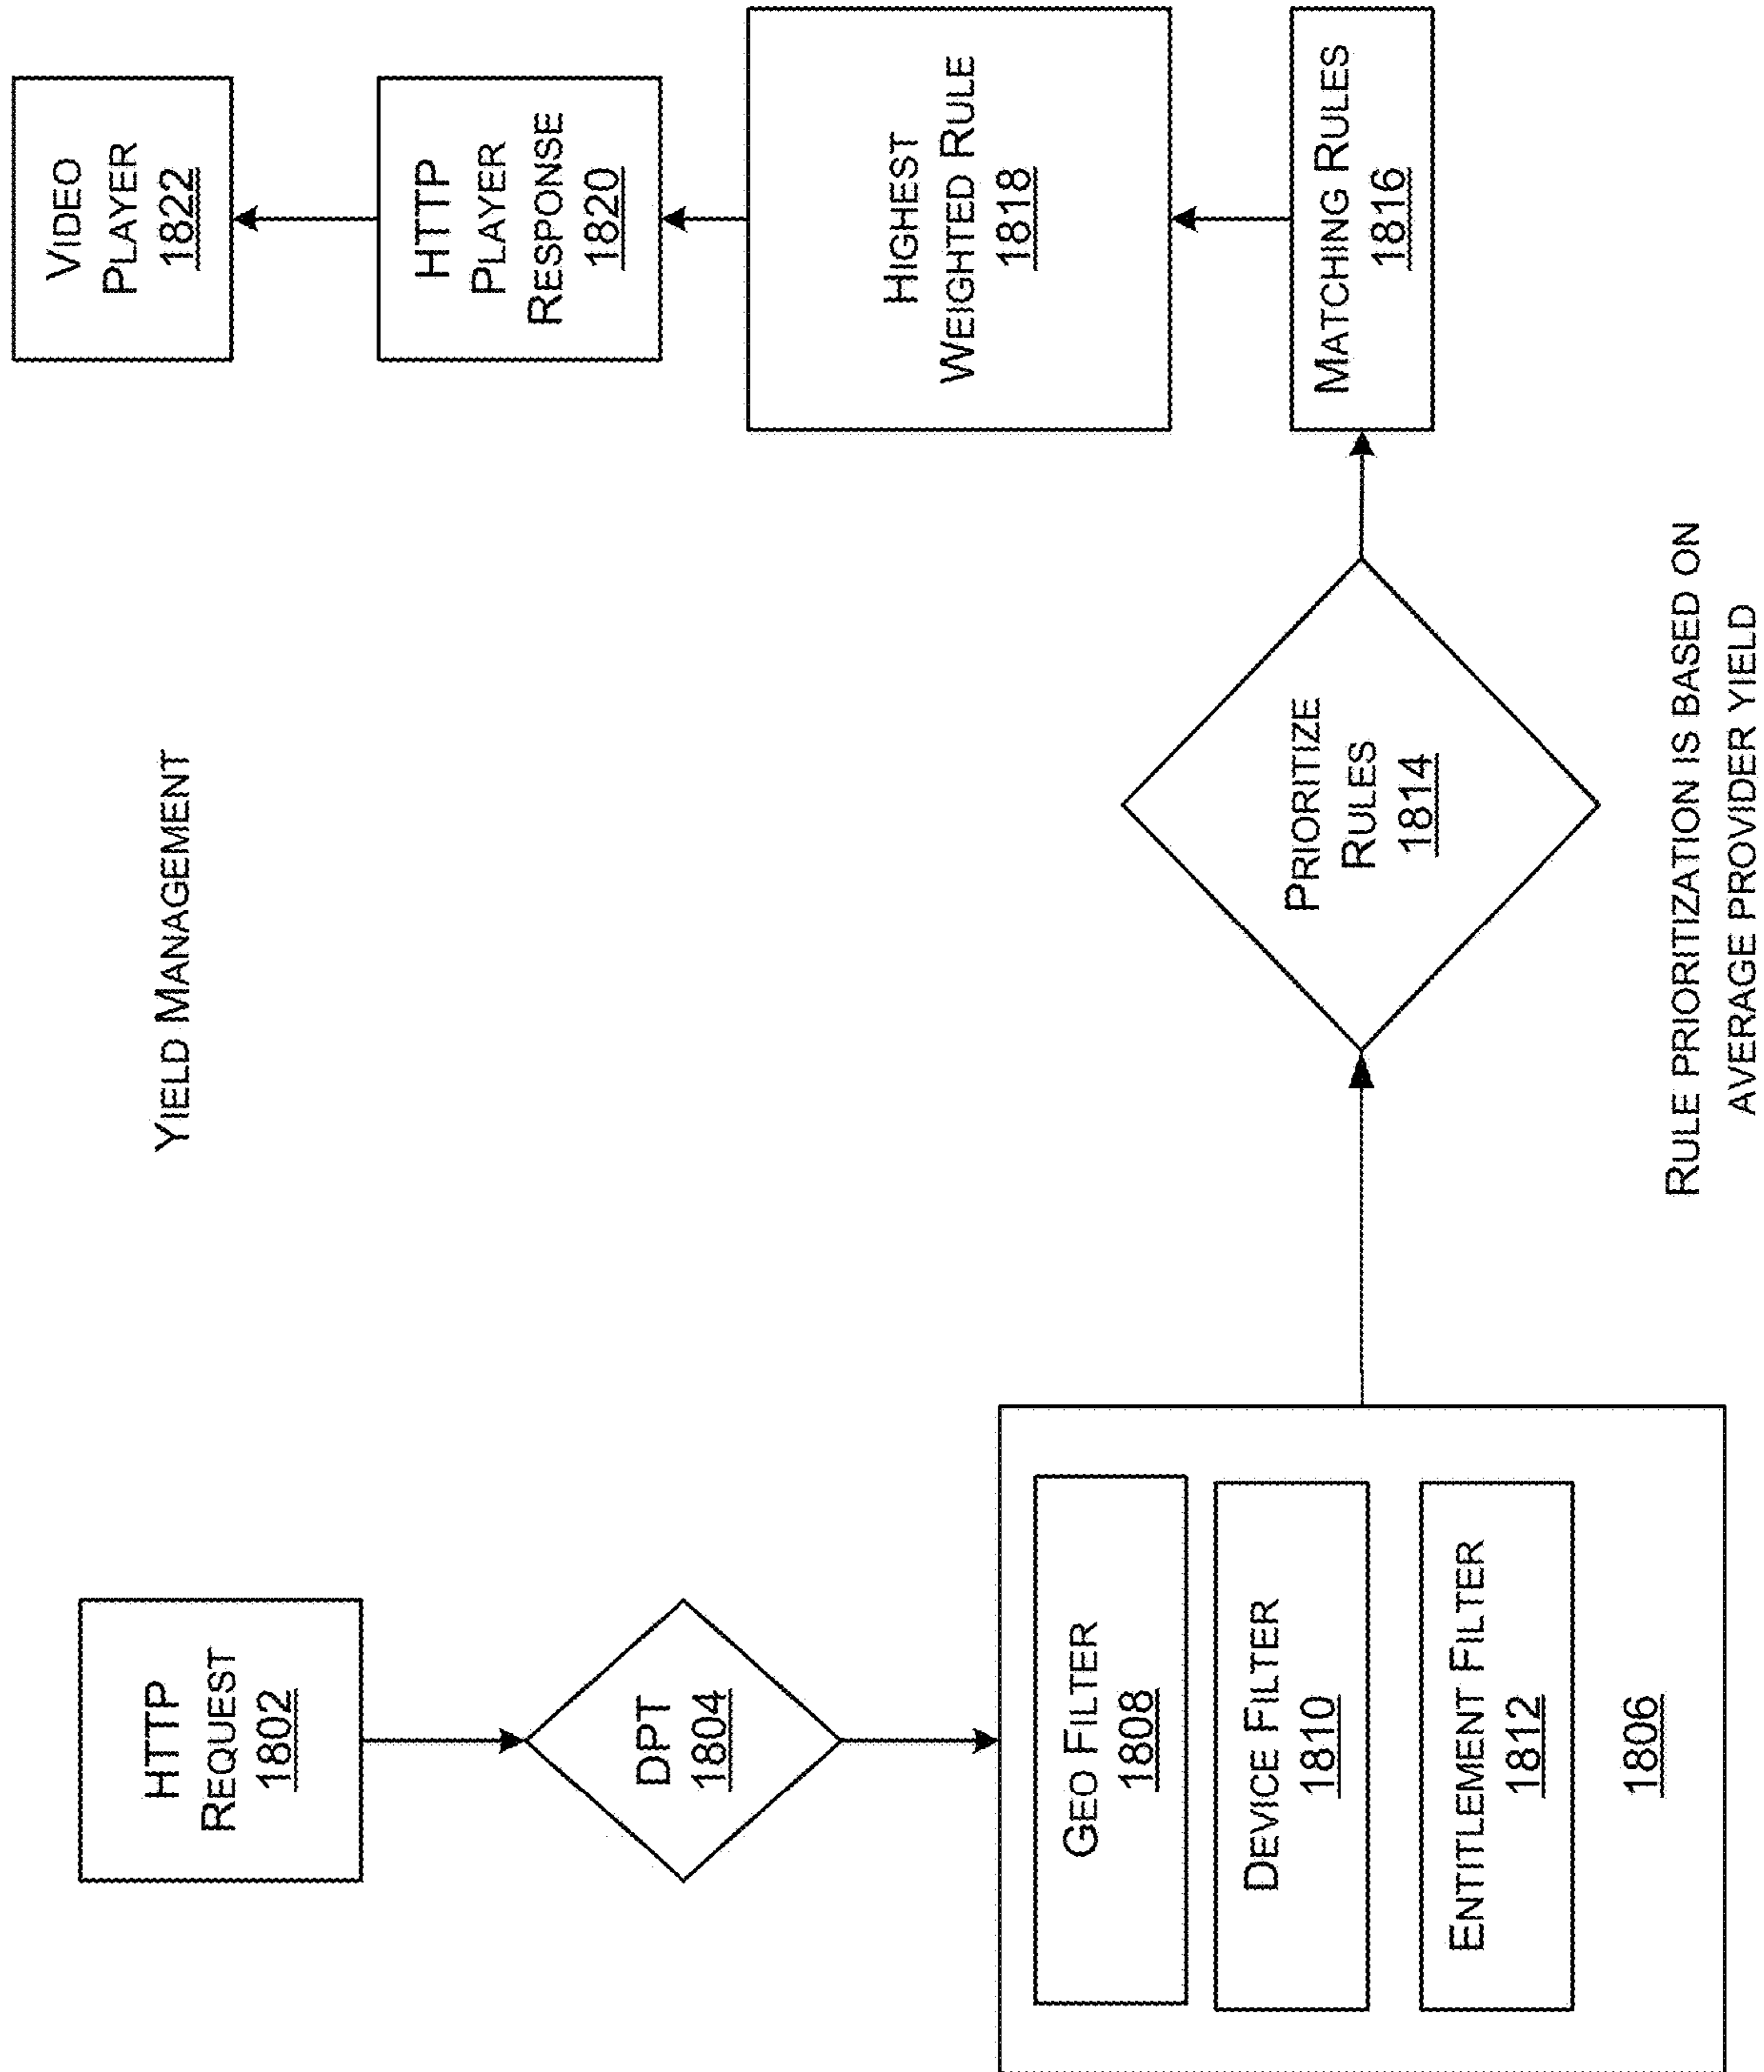 YIELD MANAGEMENT
HTTP
REQUEST
1802
DPT
1804
GEO FILTER
1808
DEVICE FILTER
1810
ENTITLEMENT FILTER
1812
1806
PRIORITIZE
RULES
1814
RULE PRIORITIZATION IS BASED ON
AVERAGE PROVIDER YIELD
MATCHING RULES
1816
HIGHEST
WEIGHTED RULE
1818
HTTP
PLAYER
RESPONSE
1820
VIDEO
PLAYER
1822